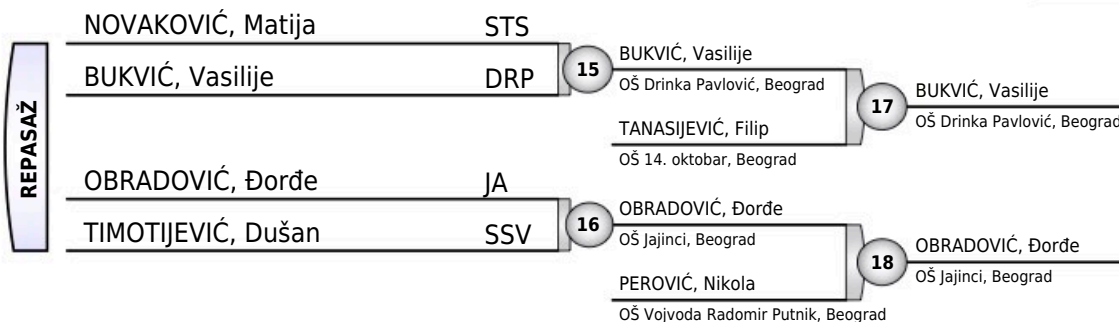 REPASAŽ
NOVAKOVIĆ, Matija STS
BUKVIĆ, Vasilije DRP
15
BUKVIĆ, Vasilije
OŠ Drinka Pavlović, Beograd
TANASIJEVIĆ, Filip
OŠ 14. oktobar, Beograd
17
BUKVIĆ, Vasilije
OŠ Drinka Pavlović, Beograd
OBRADOVIĆ, Đorđe JA
TIMOTIJEVIĆ, Dušan SSV
16
OBRADOVIĆ, Đorđe
OŠ Jajinci, Beograd
PEROVIĆ, Nikola
OŠ Vojvoda Radomir Putnik, Beograd
18
OBRADOVIĆ, Đorđe
OŠ Jajinci, Beograd